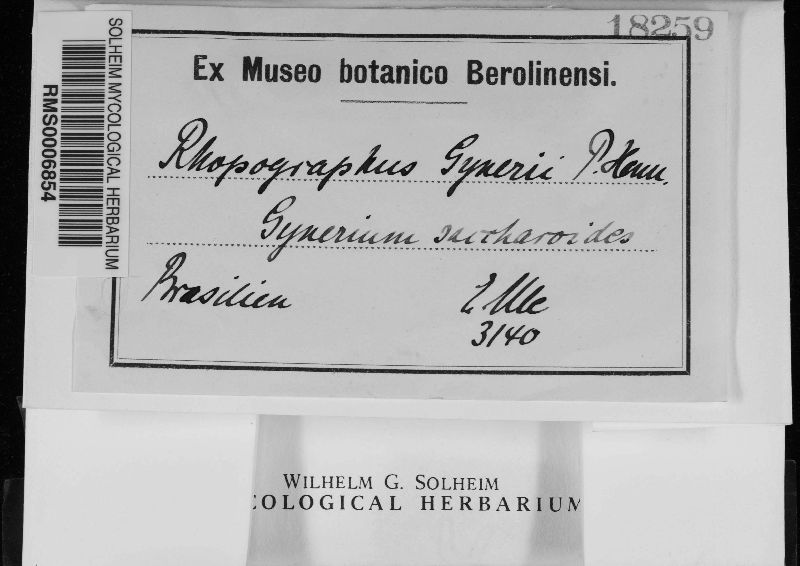 18259
SOLHEIM MYCOLOGICAL HERBARIUM
RMS0006854
Ex Museo botanico Berolinensi.
Rhopographus Gynerii P. Henn.
Gynerium saccharoides
Brasilien E Ule
3140
WILHELM G. SOLHEIM
COLOGICAL HERBARIUM